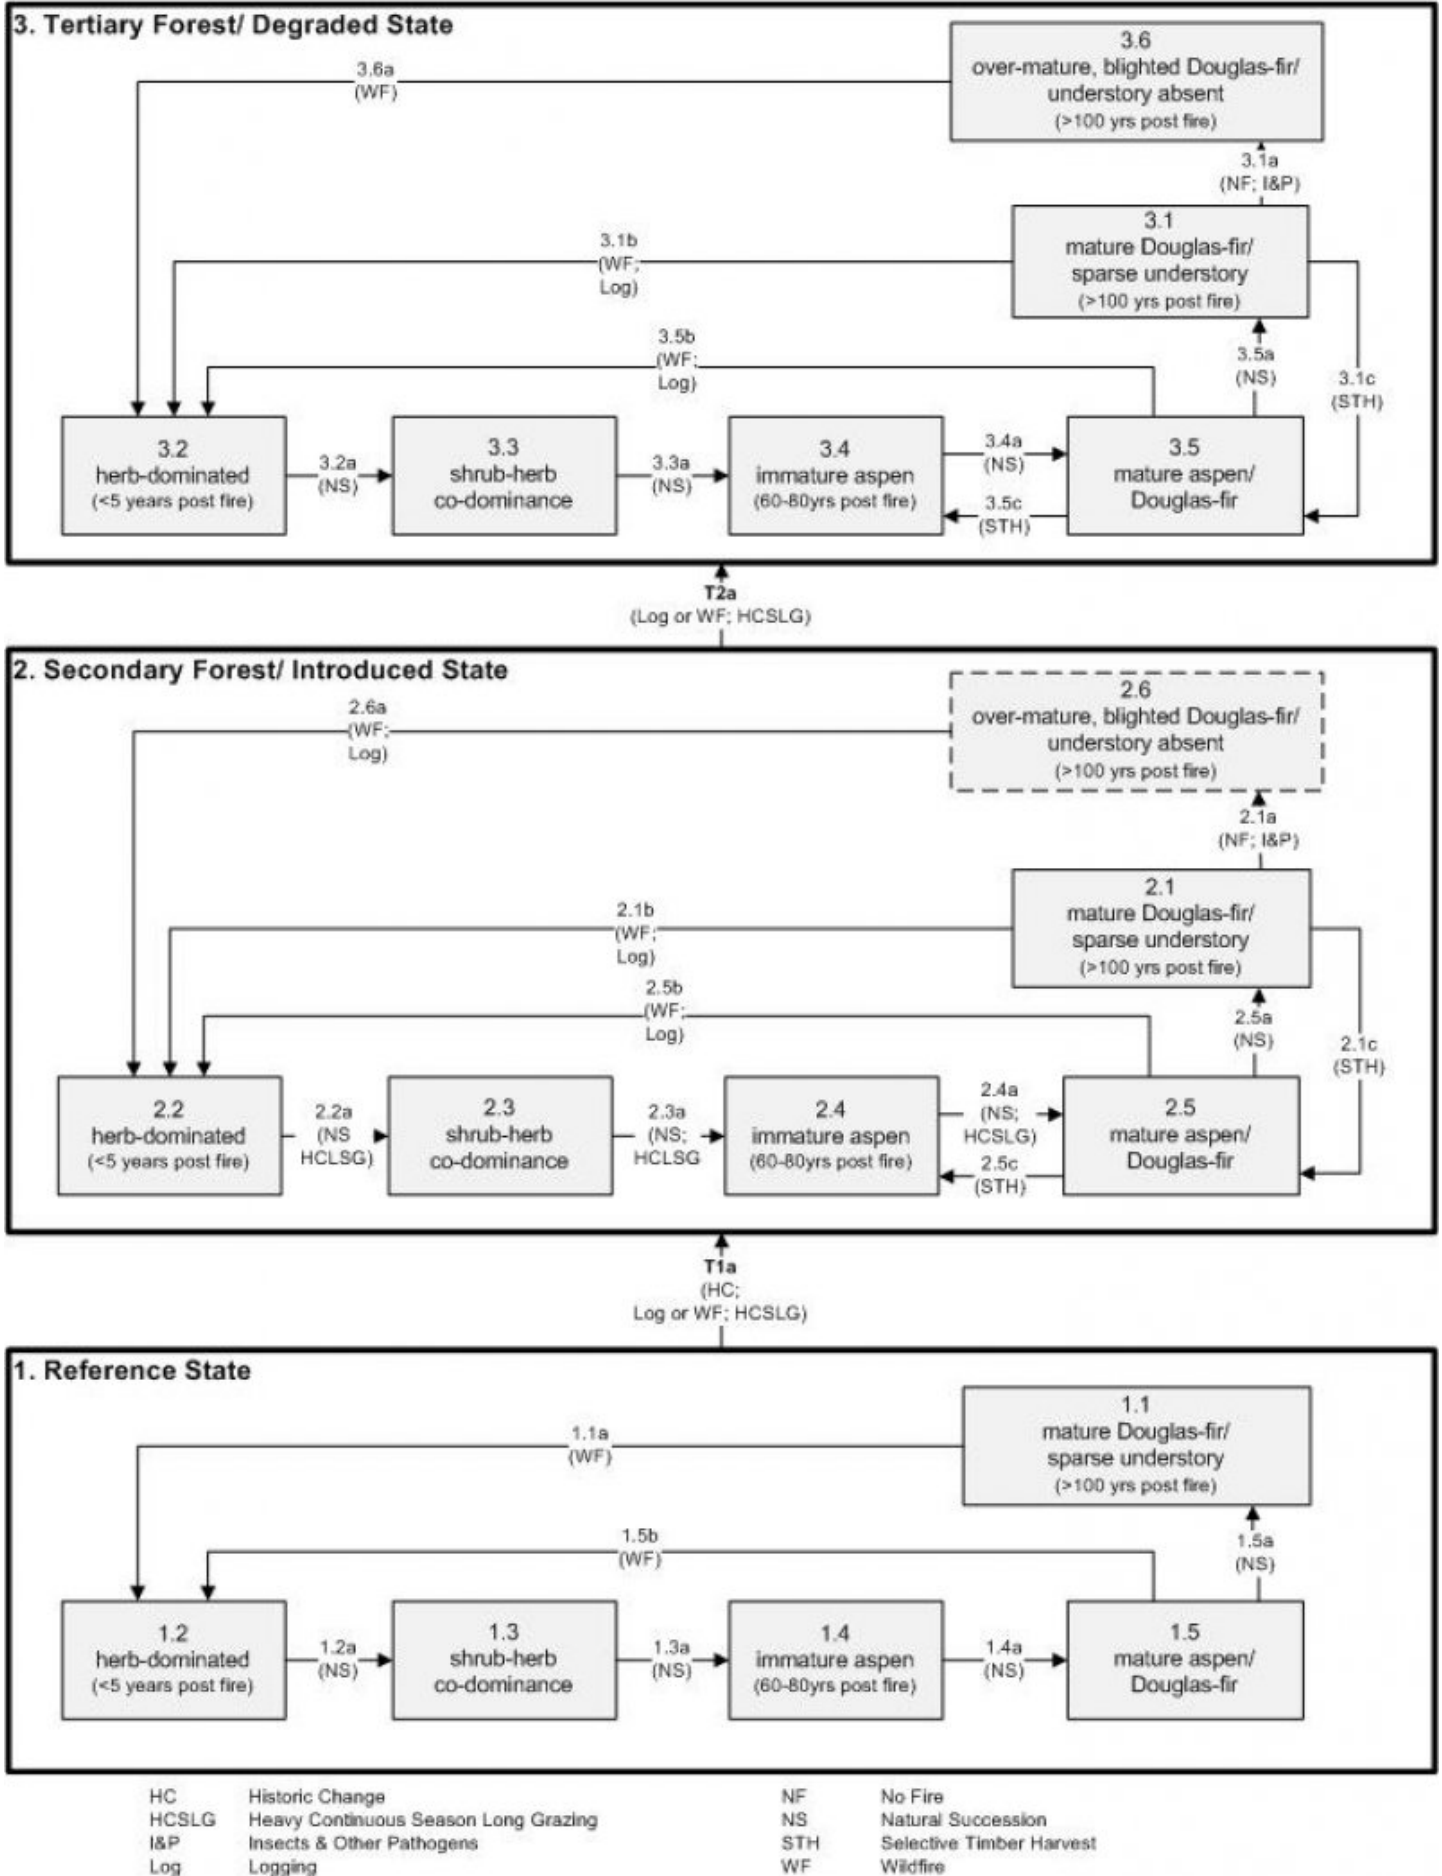 3. Tertiary Forest/ Degraded State
3.6
over-mature, blighted Douglas-fir/
understory absent
(>100 yrs post fire)
3.6a
(WF)
3.1a
(NF; I&P)
3.1
mature Douglas-fir/
sparse understory
(>100 yrs post fire)
3.1b
(WF;
Log)
3.5b
(WF;
Log)
3.5a
(NS)
3.1c
(STH)
3.2
herb-dominated
(<5 years post fire)
3.2a
(NS)
3.3
shrub-herb
co-dominance
3.3a
(NS)
3.4
immature aspen
(60-80yrs post fire)
3.4a
(NS)
3.5c
(STH)
3.5
mature aspen/
Douglas-fir
T2a
(Log or WF; HCSLG)
2. Secondary Forest/ Introduced State
2.6
over-mature, blighted Douglas-fir/
understory absent
(>100 yrs post fire)
2.6a
(WF;
Log)
2.1a
(NF; I&P)
2.1
mature Douglas-fir/
sparse understory
(>100 yrs post fire)
2.1b
(WF;
Log)
2.5b
(WF;
Log)
2.5a
(NS)
2.1c
(STH)
2.2
herb-dominated
(<5 years post fire)
2.2a
(NS
HCLSG)
2.3
shrub-herb
co-dominance
2.3a
(NS;
HCLSG
2.4
immature aspen
(60-80yrs post fire)
2.4a
(NS;
HCSLG)
2.5c
(STH)
2.5
mature aspen/
Douglas-fir
T1a
(HC;
Log or WF; HCSLG)
1. Reference State
1.1
mature Douglas-fir/
sparse understory
(>100 yrs post fire)
1.1a
(WF)
1.5b
(WF)
1.5a
(NS)
1.2
herb-dominated
(<5 years post fire)
1.2a
(NS)
1.3
shrub-herb
co-dominance
1.3a
(NS)
1.4
immature aspen
(60-80yrs post fire)
1.4a
(NS)
1.5
mature aspen/
Douglas-fir
HC Historic Change
HCSLG Heavy Continuous Season Long Grazing
I&P Insects & Other Pathogens
Log Logging
NF No Fire
NS Natural Succession
STH Selective Timber Harvest
WF Wildfire